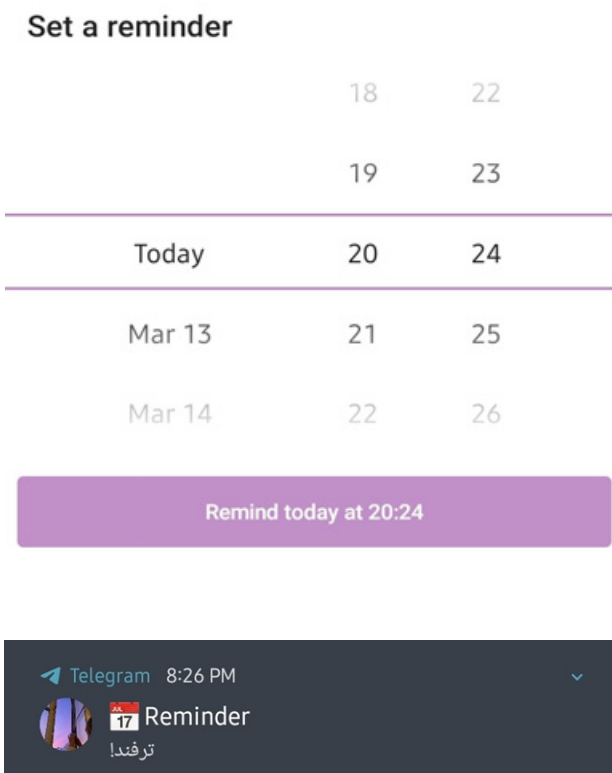 Set a reminder
18 22
19 23
Today 20 24
Mar 13 21 25
Mar 14 22 26
Remind today at 20:24
Telegram 8:26 PM
JUL 17 Reminder
ترفند!